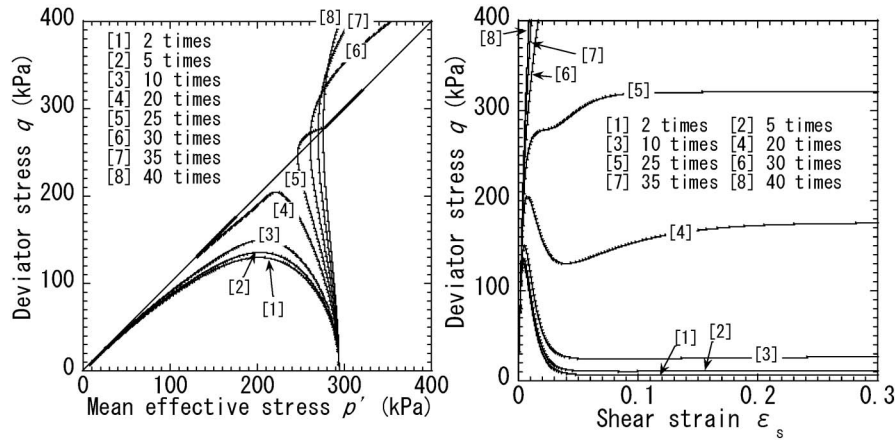 400
300
200
100
0
Deviator stress q (kPa)
[1] 2 times
[2] 5 times
[3] 10 times
[4] 20 times
[5] 25 times
[6] 30 times
[7] 35 times
[8] 40 times
[8]
[7]
[6]
[5]
[4]
[3]
[2]
[1]
0 100 200 300 400
Mean effective stress p' (kPa)
400
300
200
100
0
Deviator stress q (kPa)
[8]
[7]
[6]
[5]
[1] 2 times [2] 5 times
[3] 10 times [4] 20 times
[5] 25 times [6] 30 times
[7] 35 times [8] 40 times
[4]
[1]
[2]
[3]
0 0.1 0.2 0.3
Shear strain εs